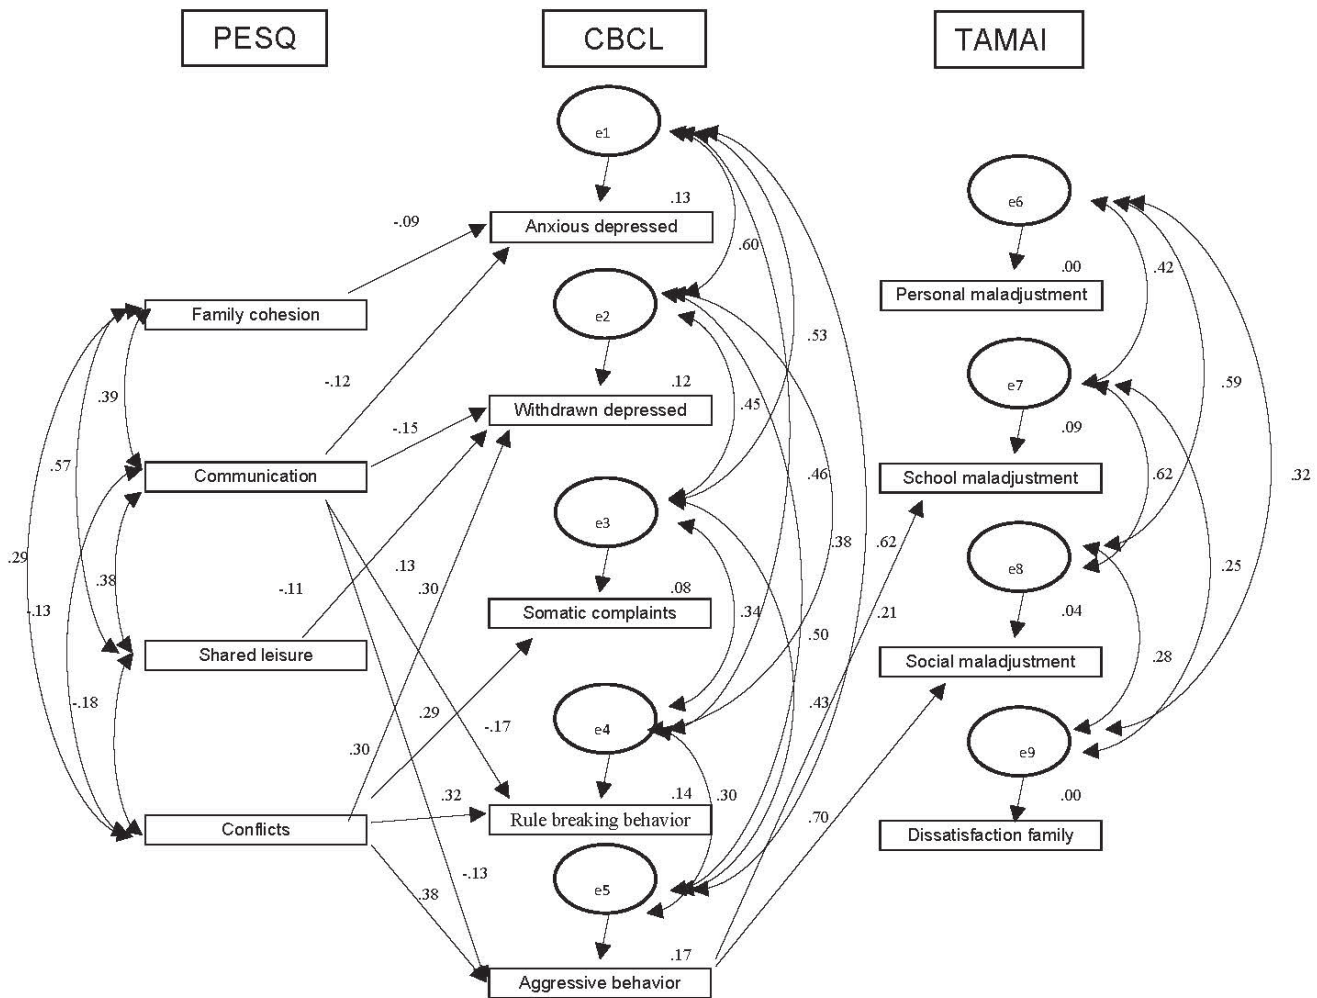 PESQ
CBCL
TAMAI
e1
.13
Anxious depressed
-.09
.60
e6
.00
.42
Personal maladjustment
Family cohesion
e2
.53
-.12
.12
.39
-.15
Withdrawn depressed
.45
e7
.59
.09
.57
Communication
.46
School maladjustment
.62
.32
e3
.29
.38
.13
.30
-.11
.38
.62
e8
.25
.08
-.13
Somatic complaints
.34
.21
.04
.50
Shared leisure
Social maladjustment
.28
-.18
.29
-.17
e4
.43
.30
e9
.32
.14
.30
.00
Conflicts
Rule breaking behavior
.70
Dissatisfaction family
-.13
.38
e5
.17
Aggressive behavior